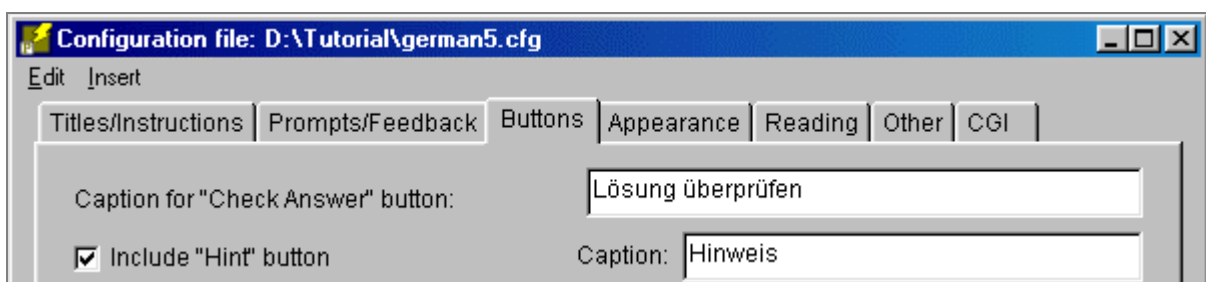 Configuration file: D:\Tutorial\german5.cfg
Edit Insert
Titles/Instructions Prompts/Feedback Buttons Appearance Reading Other CGI
Caption for "Check Answer" button: Lösung überprüfen
Include "Hint" button Caption: Hinweis